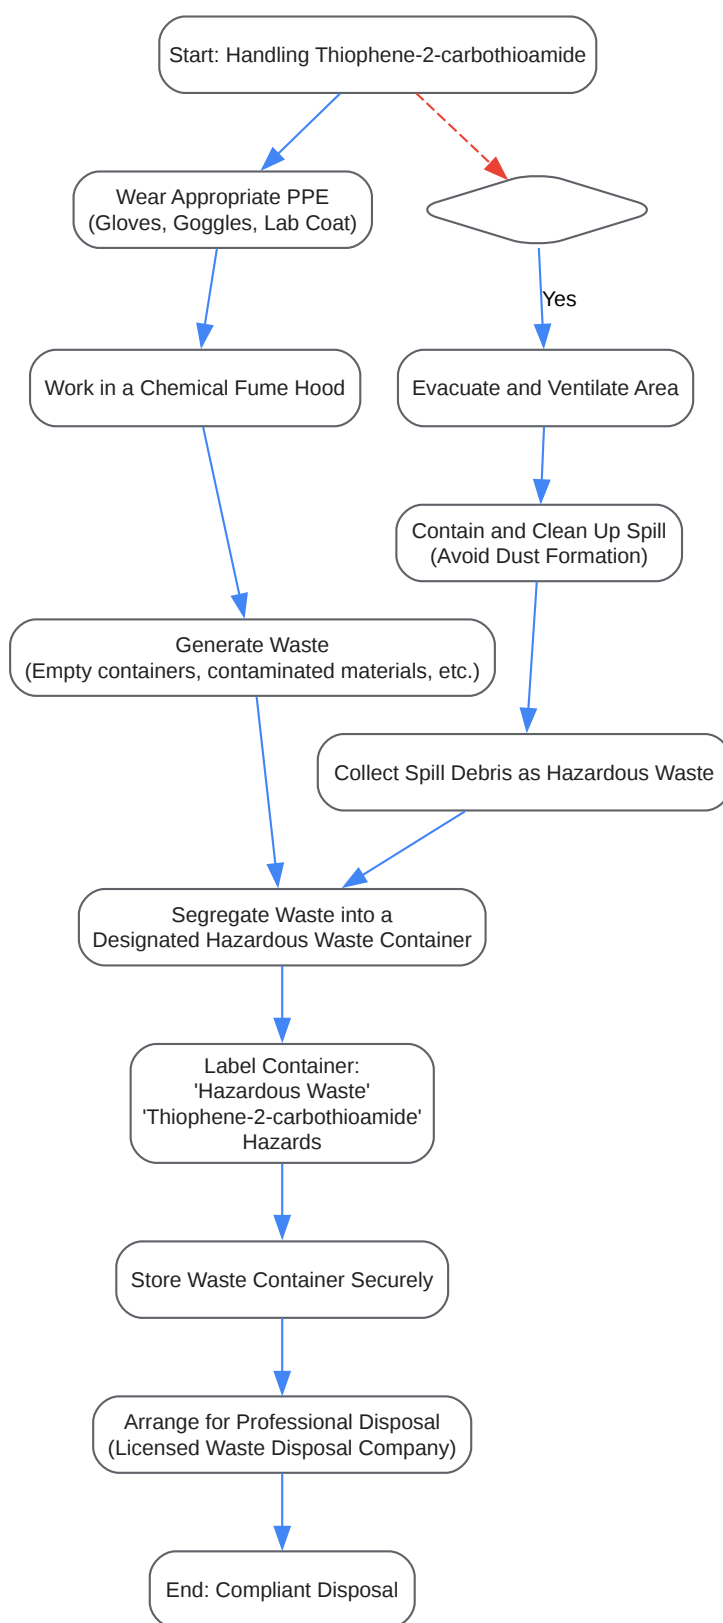 Start: Handling Thiophene-2-carbothioamide
Wear Appropriate PPE
(Gloves, Goggles, Lab Coat)
Yes
Work in a Chemical Fume Hood
Evacuate and Ventilate Area
Contain and Clean Up Spill
(Avoid Dust Formation)
Generate Waste
(Empty containers, contaminated materials, etc.)
Collect Spill Debris as Hazardous Waste
Segregate Waste into a
Designated Hazardous Waste Container
Label Container:
'Hazardous Waste'
'Thiophene-2-carbothioamide'
Hazards
Store Waste Container Securely
Arrange for Professional Disposal
(Licensed Waste Disposal Company)
End: Compliant Disposal